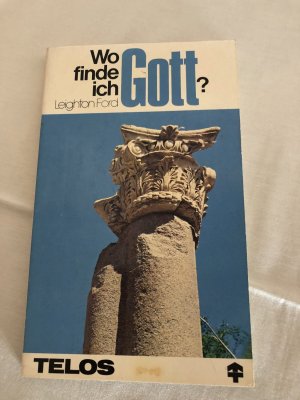 Wo
finde
ich Gott?
Leighton Ford
TELOS